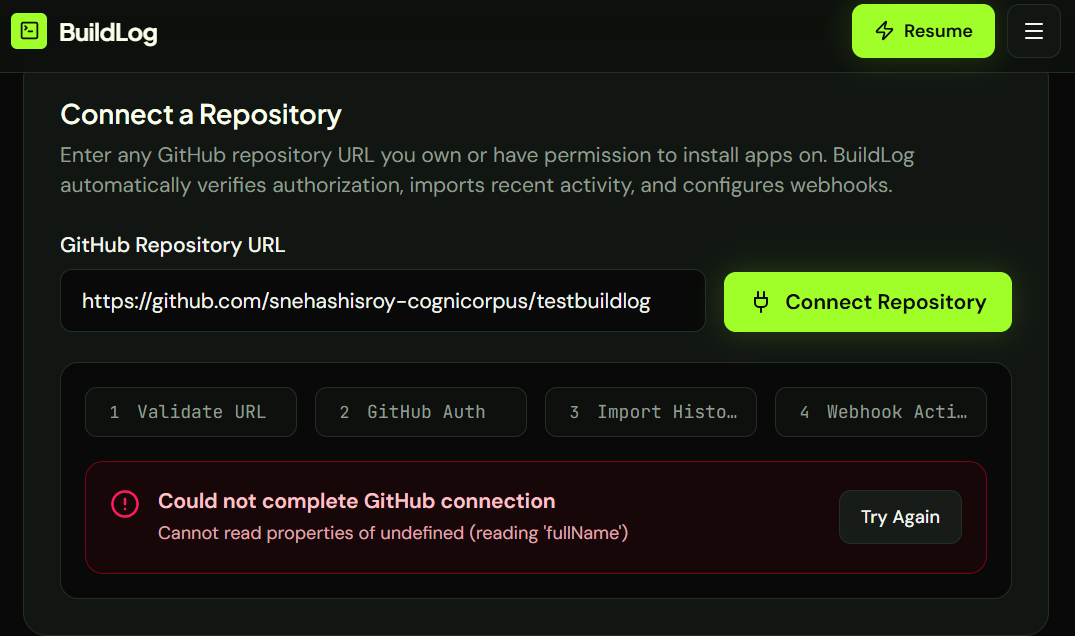 BuildLog
Resume
Connect a Repository
Enter any GitHub repository URL you own or have permission to install apps on. BuildLog
automatically verifies authorization, imports recent activity, and configures webhooks.
GitHub Repository URL
https://github.com/snehashisroy-cognicorpus/testbuildlog
Connect Repository
1 Validate URL
2 GitHub Auth
3 Import Histo…
4 Webhook Acti…
Could not complete GitHub connection
Cannot read properties of undefined (reading 'fullName')
Try Again